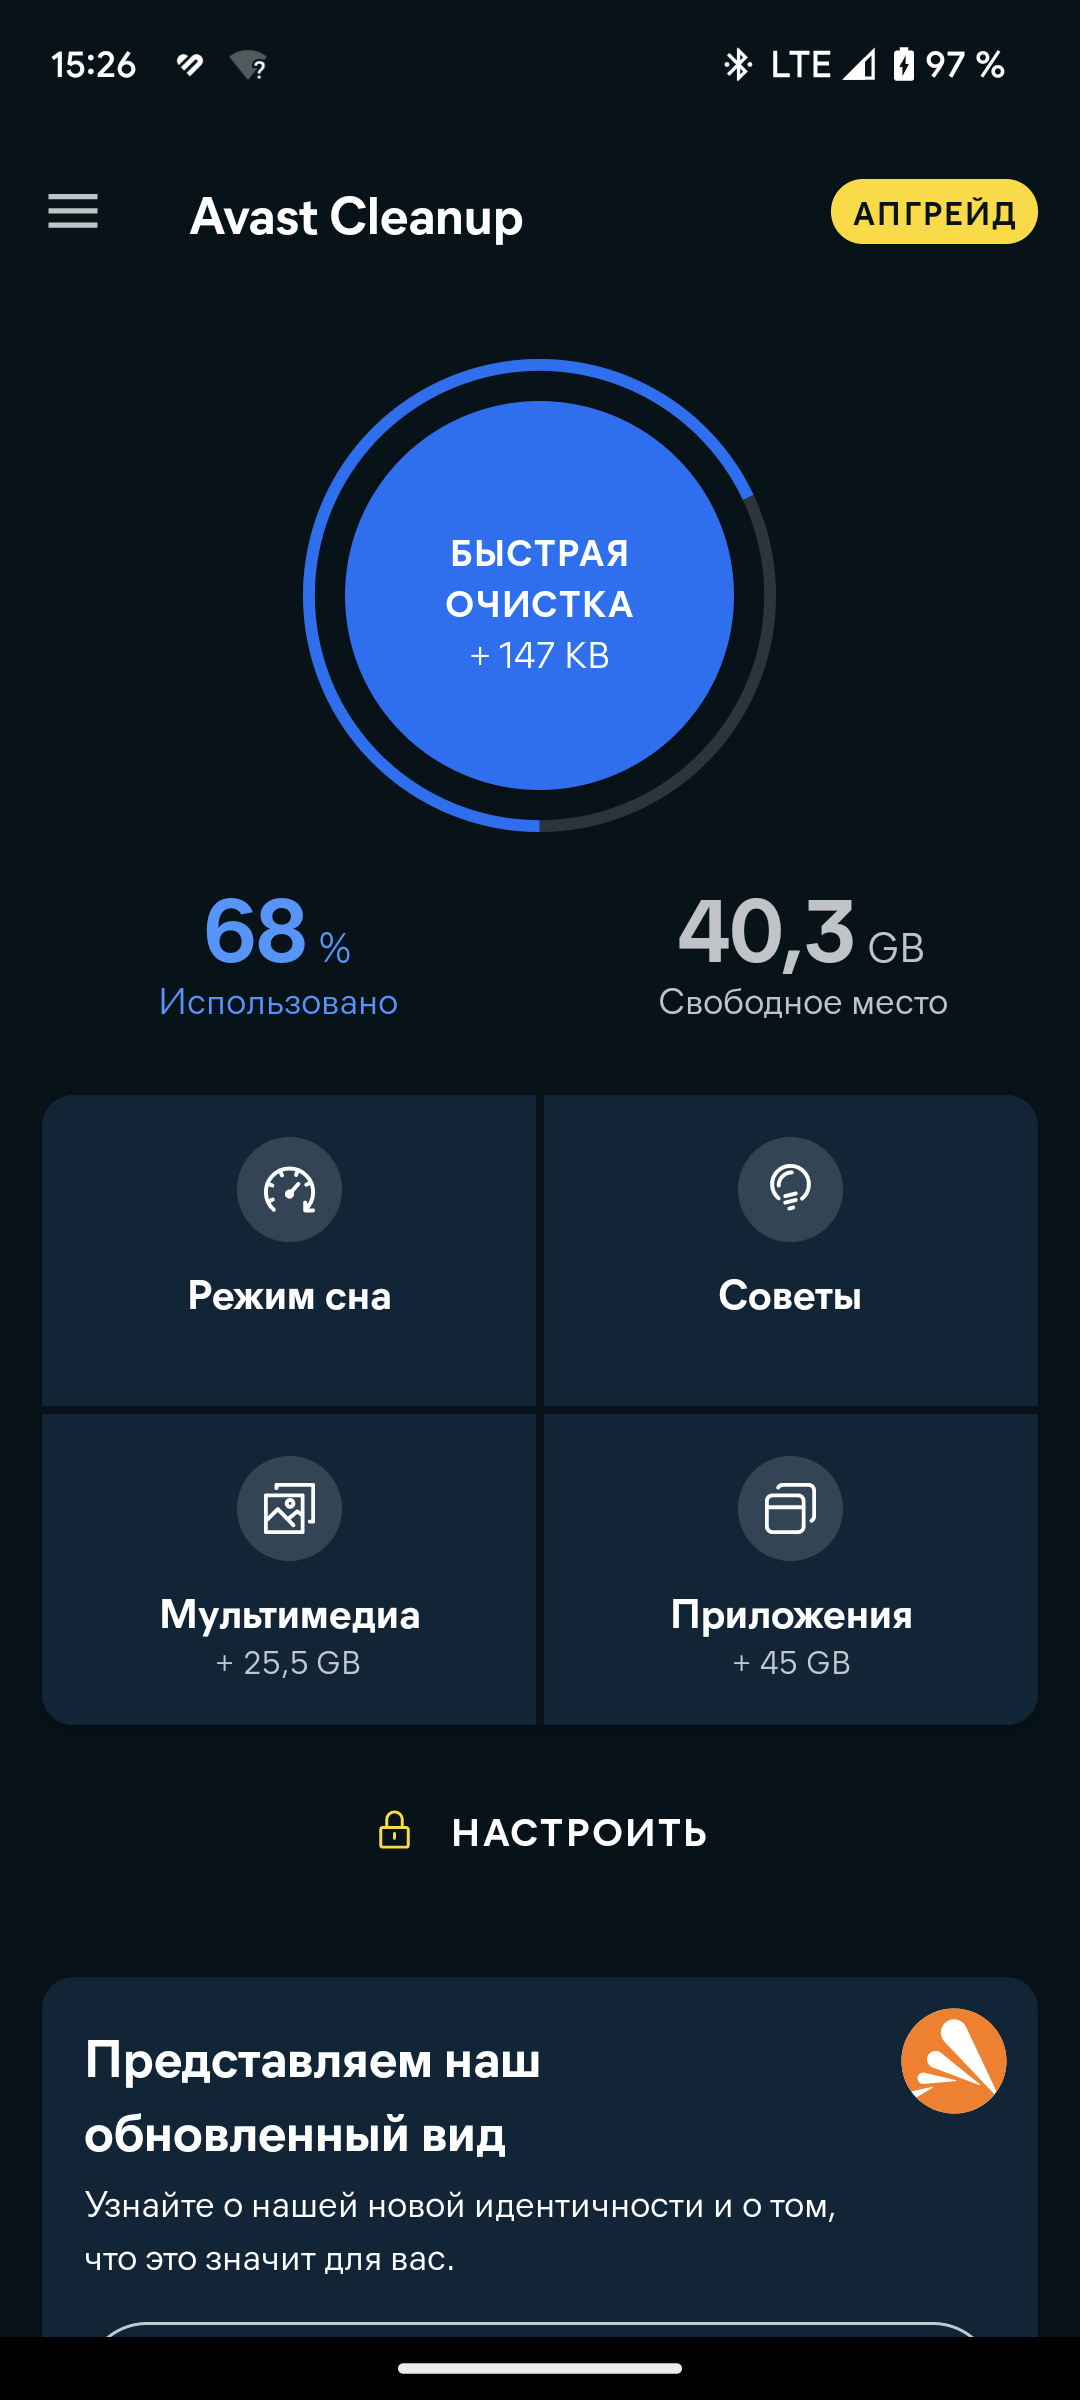 15:26
LTE
97 %
Avast Cleanup
АПГРЕЙД
БЫСТРАЯ
ОЧИСТКА
+ 147 KB
68 %
Использовано
40,3 GB
Свободное место
Режим сна
Советы
Мультимедиа
+ 25,5 GB
Приложения
+ 45 GB
НАСТРОИТЬ
Представляем наш
обновленный вид
Узнайте о нашей новой идентичности и о том,
что это значит для вас.